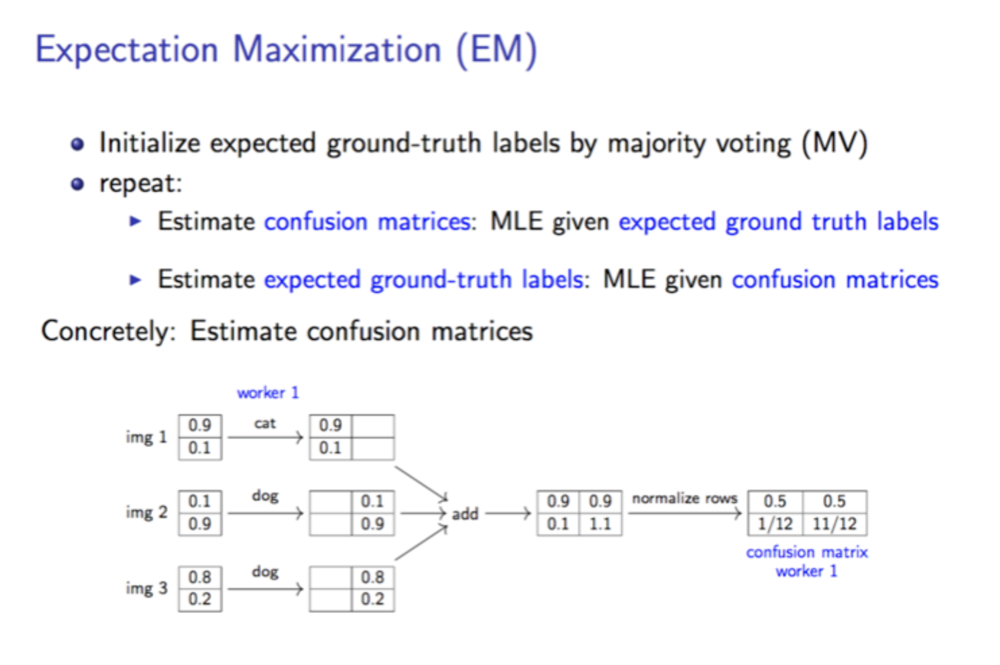 Expectation Maximization (EM)
Initialize expected ground-truth labels by majority voting (MV)
repeat:
Estimate confusion matrices: MLE given expected ground truth labels
Estimate expected ground-truth labels: MLE given confusion matrices
Concretely: Estimate confusion matrices
worker 1
img 1 0.9 0.1 cat 0.9 0.1
img 2 0.1 0.9 dog 0.1 0.9
img 3 0.8 0.2 dog 0.8 0.2
add
0.9 0.9
0.1 1.1
normalize rows
0.5 0.5
1/12 11/12
confusion matrix
worker 1